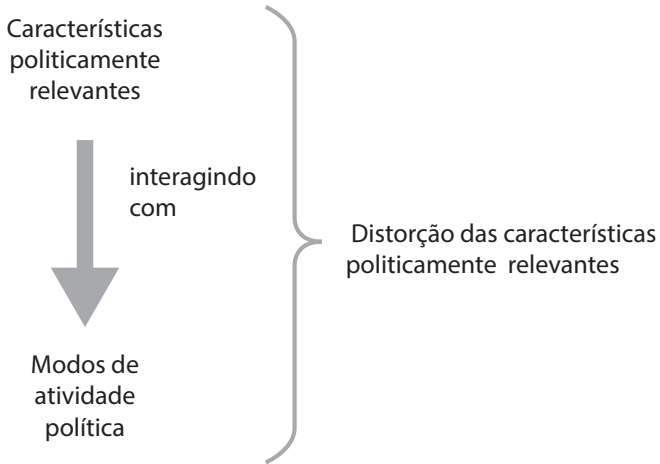 Características
politicamente
relevantes
interagindo
com
Modos de
atividade
política
Distorção das características
politicamente relevantes